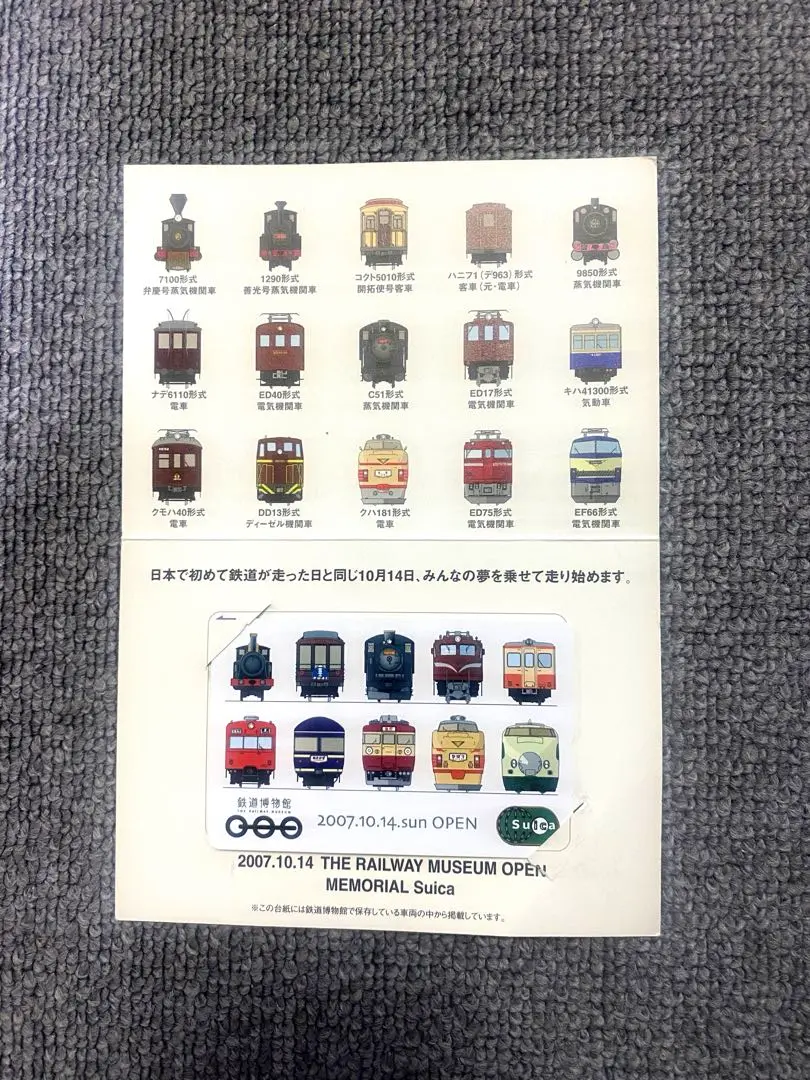 7100形式
弁慶号蒸気機関車
1290形式
善光号蒸気機関車
コクト5010形式
開拓使号客車
ハニフ1(デ963)形式
客車(元・電車)
9850形式
蒸気機関車
ナデ6110形式
電車
ED40形式
電気機関車
C51形式
蒸気機関車
ED17形式
電気機関車
キハ41300形式
気動車
クモハ40形式
電車
DD13形式
ディーゼル機関車
クハ181形式
電車
ED75形式
電気機関車
EF66形式
電気機関車
日本で初めて鉄道が走った日と同じ10月14日、みんなの夢を乗せて走り始めます。
鉄道博物館
THE RAILWAY MUSEUM
2007.10.14.sun OPEN
Suica
2007.10.14 THE RAILWAY MUSEUM OPEN
MEMORIAL Suica
※この台紙には鉄道博物館で保存している車両の中から掲載しています。